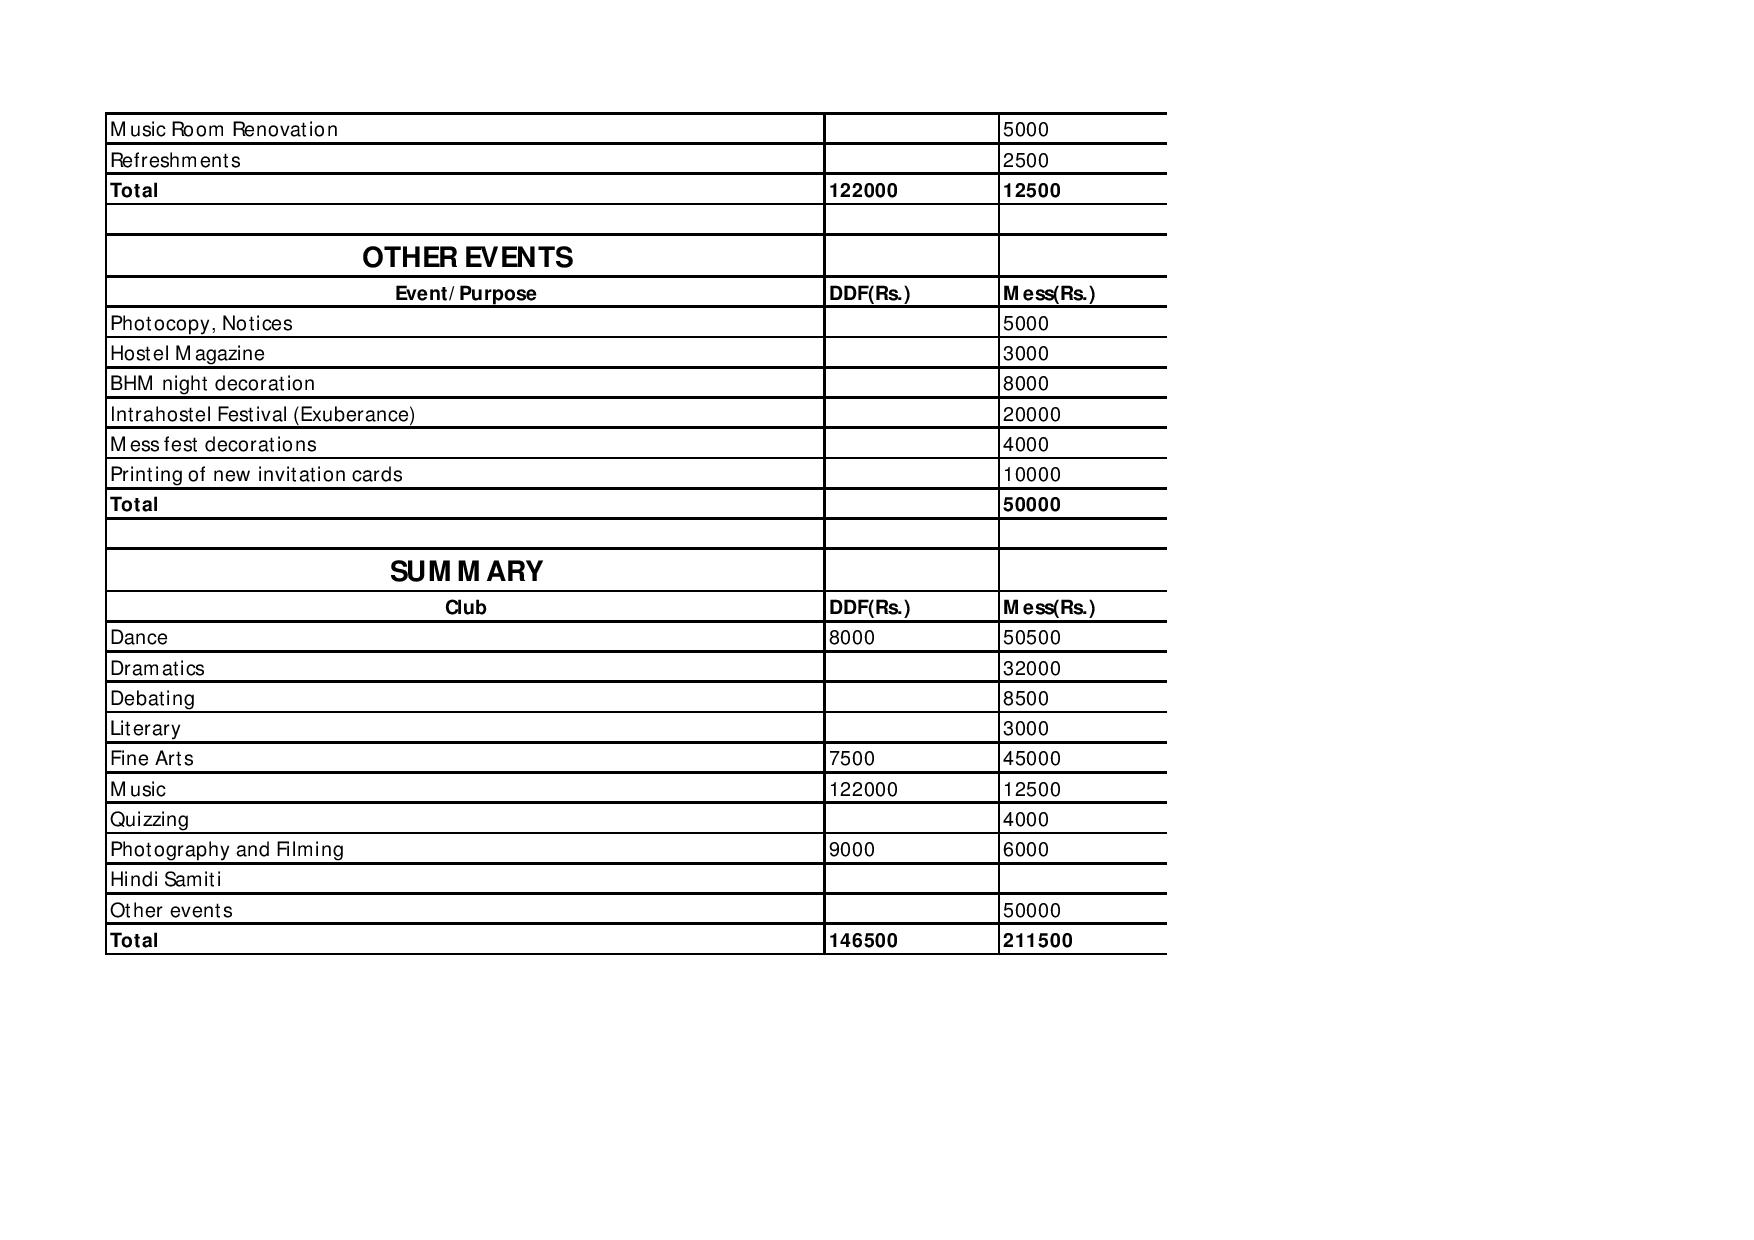 Music Room Renovation 5000
Refreshments 2500
Total 122000 12500
OTHER EVENTS
Event/ Purpose DDF(Rs.) Mess(Rs.)
Photocopy, Notices 5000
Hostel Magazine 3000
BHM night decoration 8000
Intrahostel Festival (Exuberance) 20000
Mess fest decorations 4000
Printing of new invitation cards 10000
Total 50000
SUMMARY
Club DDF(Rs.) Mess(Rs.)
Dance 8000 50500
Dramatics 32000
Debating 8500
Literary 3000
Fine Arts 7500 45000
Music 122000 12500
Quizzing 4000
Photography and Filming 9000 6000
Hindi Samiti
Other events 50000
Total 146500 211500